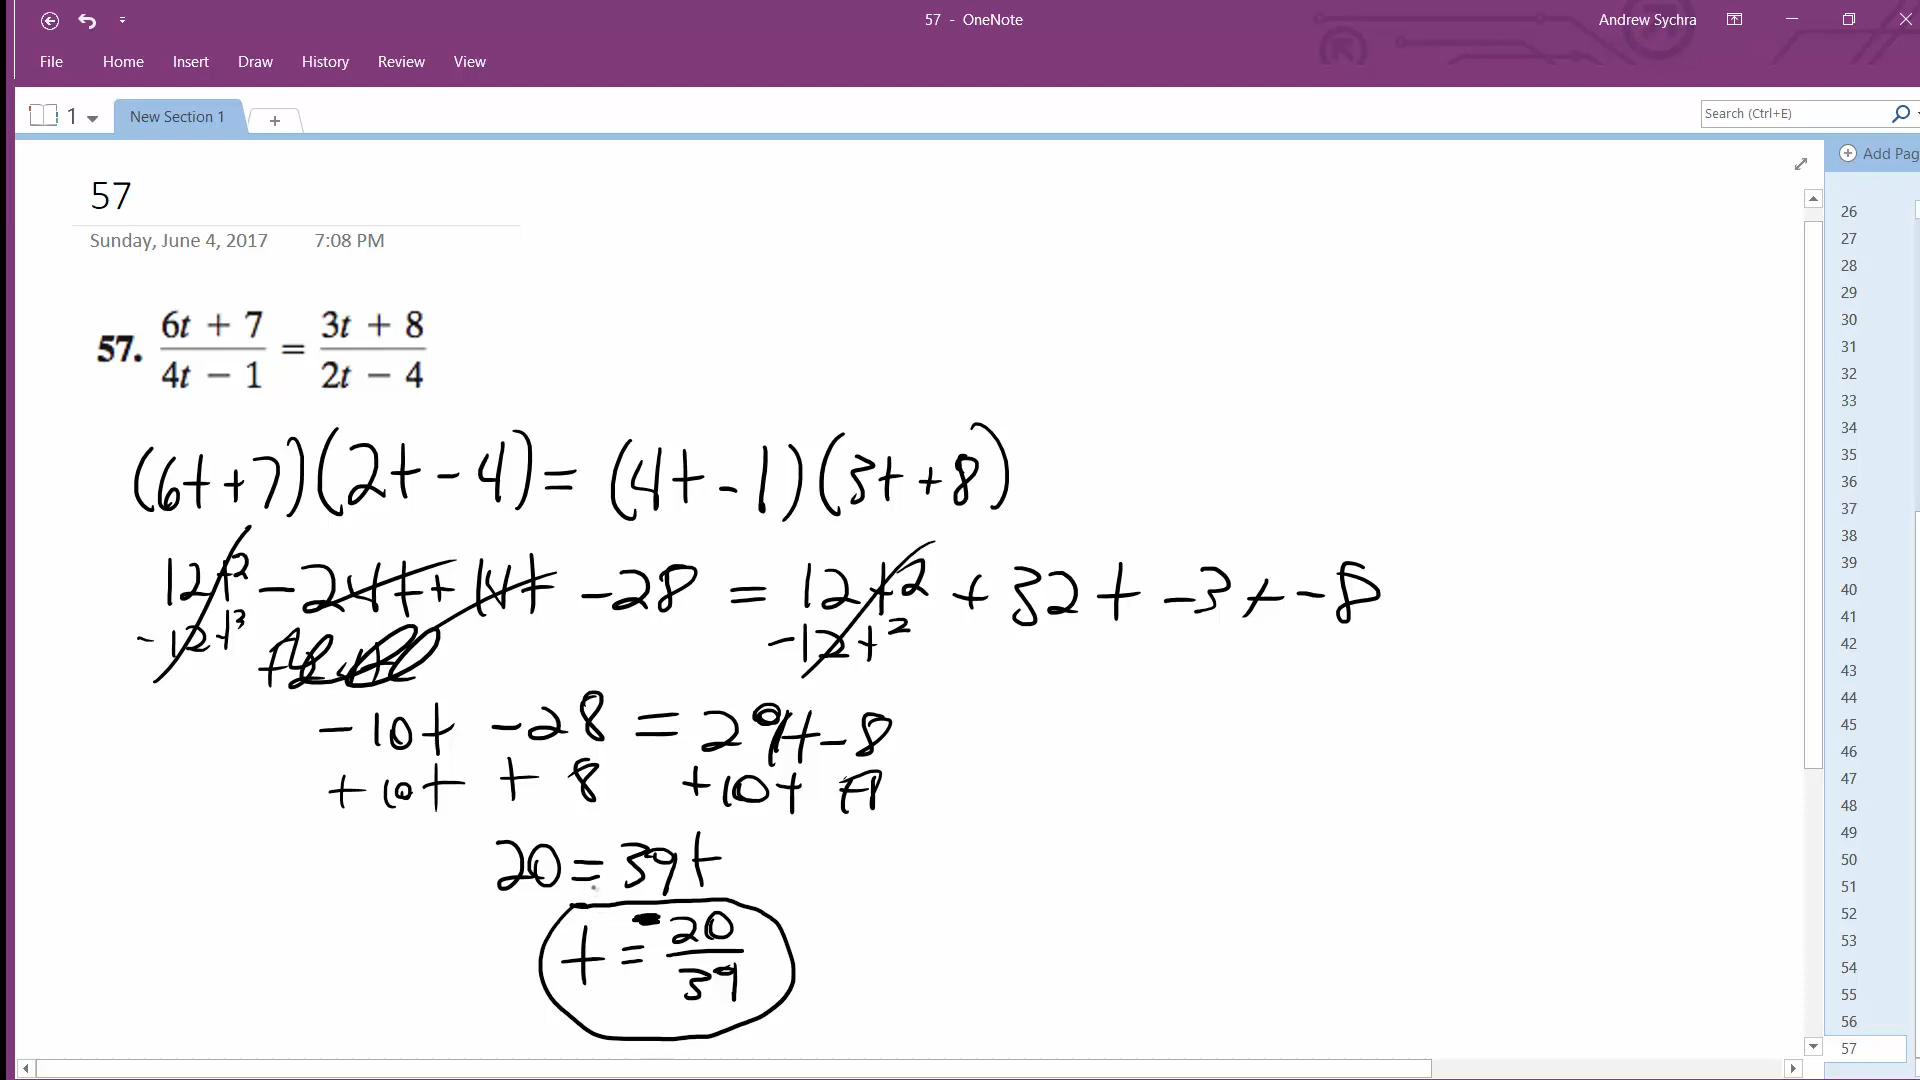 57 - OneNote
Andrew Sychra
File Home Insert Draw History Review View
1
New Section 1
+
Search (Ctrl+E)
Add Pag
57
Sunday, June 4, 2017 7:08 PM
57. (6t + 7)/(4t − 1) = (3t + 8)/(2t − 4)
(6t+7)(2t-4)=(4t-1)(3t+8)
12t² -24t+14t -28 = 12t² + 32t -3t -8
-12t² -12t²
-10t -28 = 29t-8
+10t + 8 +10t +8
20=39t
t = -20/39
26
27
28
29
30
31
32
33
34
35
36
37
38
39
40
41
42
43
44
45
46
47
48
49
50
51
52
53
54
55
56
57